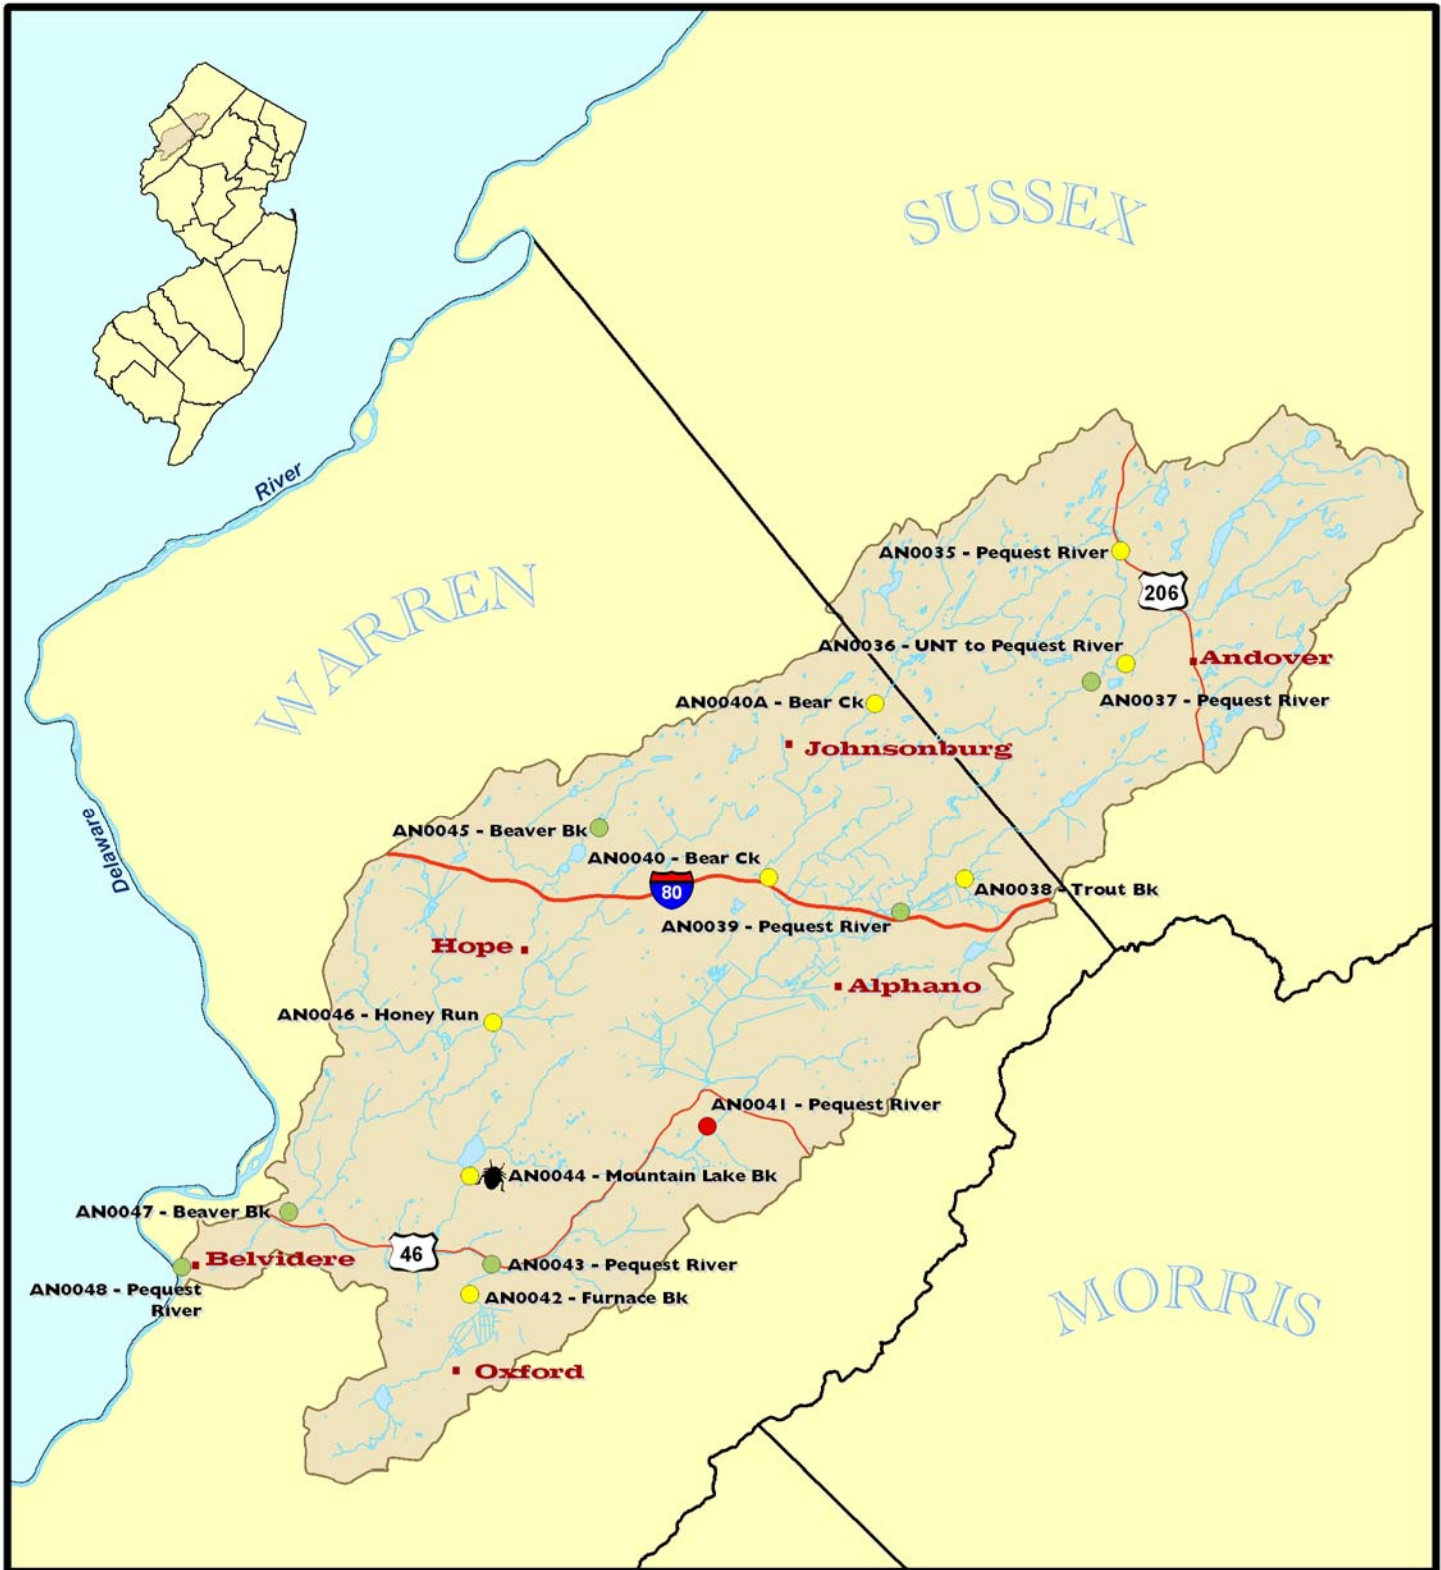 SUSSEX
River
AN0035 - Pequest River
206
WARREN
AN0036 - UNT to Pequest River
Andover
AN0037 - Pequest River
AN0040A - Bear Ck
Johnsonburg
Delaware
AN0045 - Beaver Bk
AN0040 - Bear Ck
80
AN0038 - Trout Bk
AN0039 - Pequest River
Hope
Alphano
AN0046 - Honey Run
AN0041 - Pequest River
AN0044 - Mountain Lake Bk
AN0047 - Beaver Bk
46
Belvidere
AN0043 - Pequest River
AN0048 - Pequest
River
AN0042 - Furnace Bk
MORRIS
Oxford